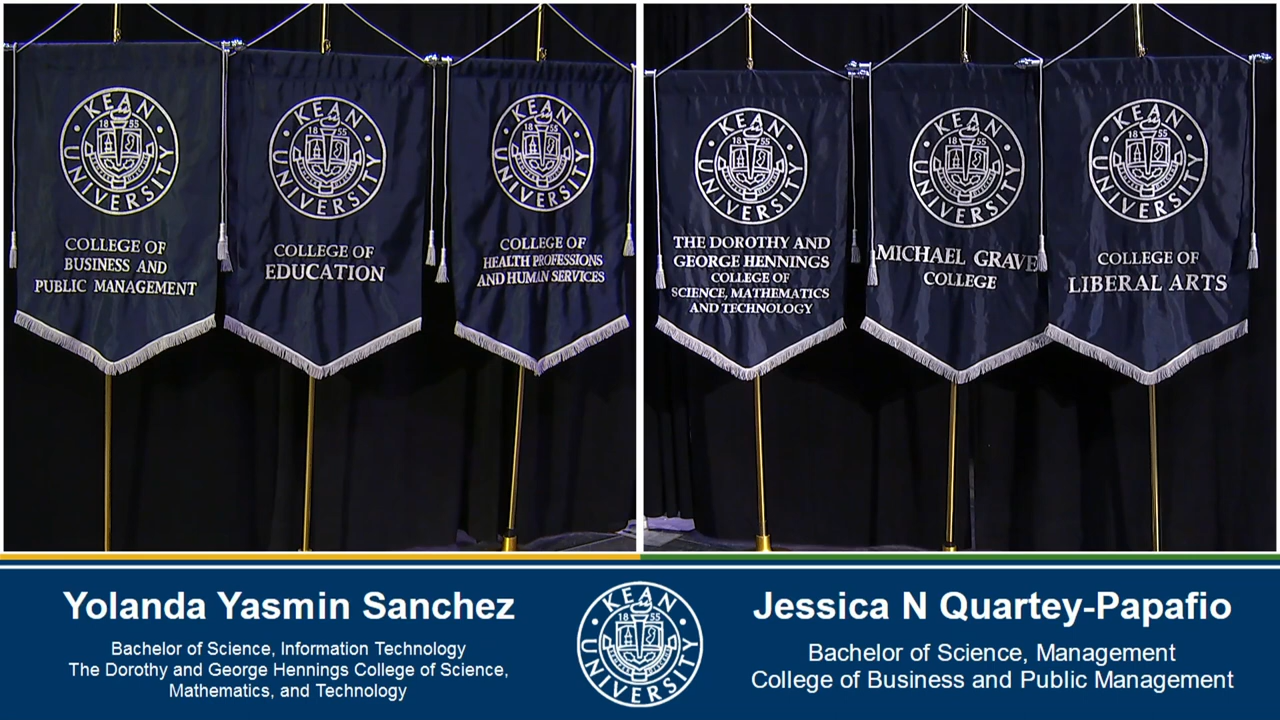 KEAN UNIVERSITY
1855
COLLEGE OF
BUSINESS AND
PUBLIC MANAGEMENT
KEAN UNIVERSITY
1855
COLLEGE OF
EDUCATION
KEAN UNIVERSITY
1855
COLLEGE OF
HEALTH PROFESSIONS
AND HUMAN SERVICES
KEAN UNIVERSITY
1855
THE DOROTHY AND
GEORGE HENNINGS
COLLEGE OF
SCIENCE, MATHEMATICS
AND TECHNOLOGY
KEAN UNIVERSITY
1855
MICHAEL GRAVE
COLLEGE
KEAN UNIVERSITY
1855
COLLEGE OF
LIBERAL ARTS
Yolanda Yasmin Sanchez
Bachelor of Science, Information Technology
The Dorothy and George Hennings College of Science,
Mathematics, and Technology
KEAN UNIVERSITY
1855
Jessica N Quartey-Papafio
Bachelor of Science, Management
College of Business and Public Management